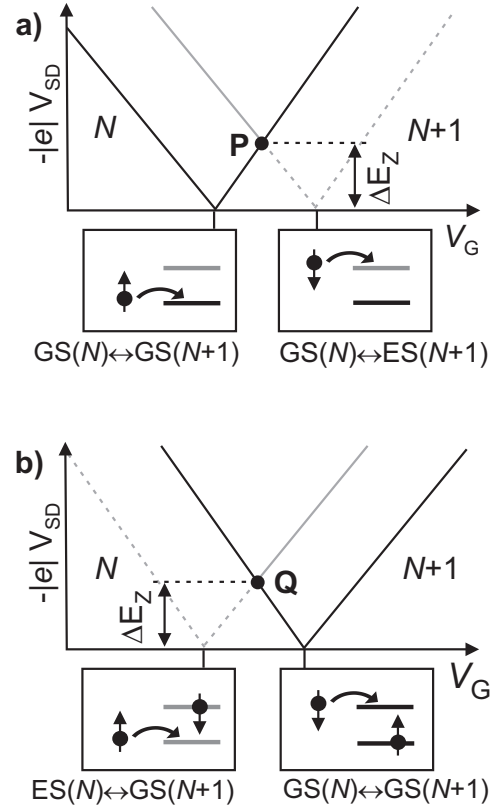 a)
-|e| V_SD
N
P
N+1
ΔE_Z
V_G
GS(N)↔GS(N+1)
GS(N)↔ES(N+1)
b)
-|e| V_SD
N
N+1
Q
ΔE_Z
V_G
ES(N)↔GS(N+1)
GS(N)↔GS(N+1)